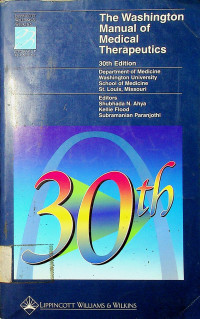 The Washington
Manual of
Medical
Therapeutics
30th Edition
Department of Medicine
Washington University
School of Medicine
St. Louis, Missouri
Editors
Shubhada N. Ahya
Kellie Flood
Subramanian Paranjothi
30th
LIPPINCOTT WILLIAMS & WILKINS